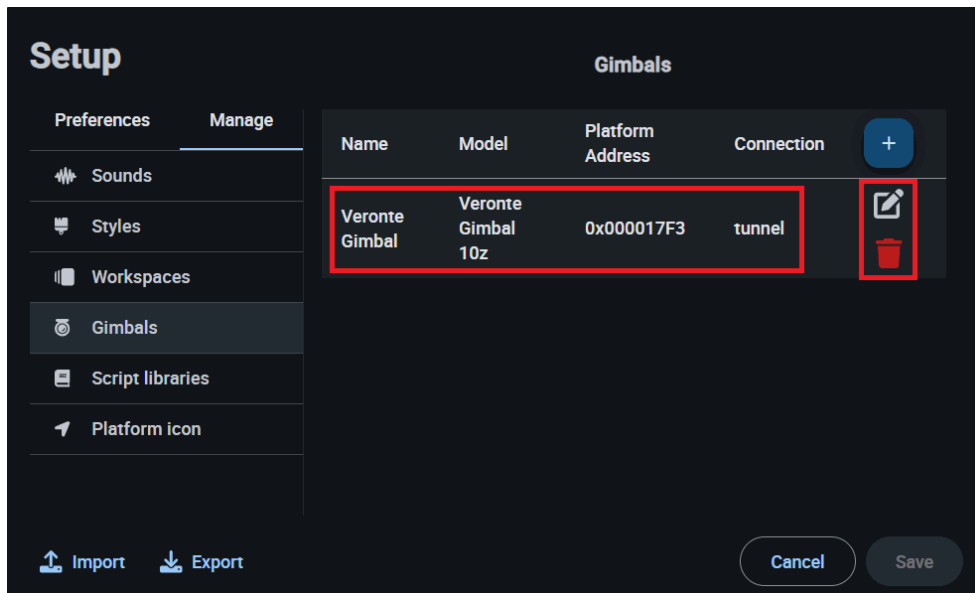 Setup
Gimbals
Preferences Manage
Sounds
Styles
Workspaces
Gimbals
Script libraries
Platform icon
Name Model Platform Address Connection +
Veronte Gimbal Veronte Gimbal 10z 0x000017F3 tunnel
Import Export
Cancel Save